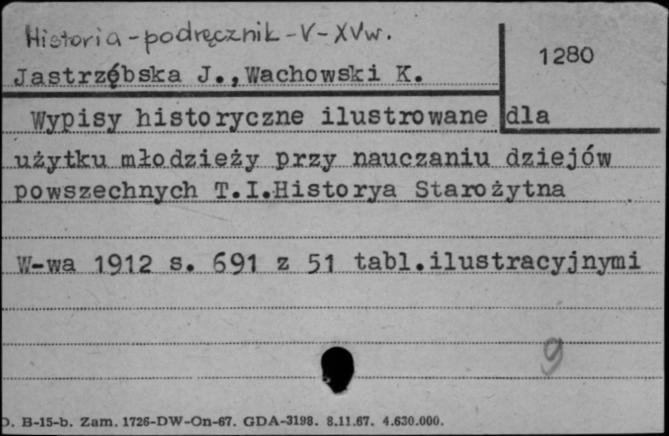 Historia - podręcznik - V - XV w.
1280
Jastrzębska J.,Wachowski K.
Wypisy historyczne ilustrowane dla
użytku młodzieży przy nauczaniu dziejów
powszechnych T.I.Historya Starożytna
W-wa 1912 s. 691 z 51 tabl.ilustracyjnymi
9
B-15-b. Zam. 1726-DW-On-67. GDA-3198. 8.11.67. 4.630.000.